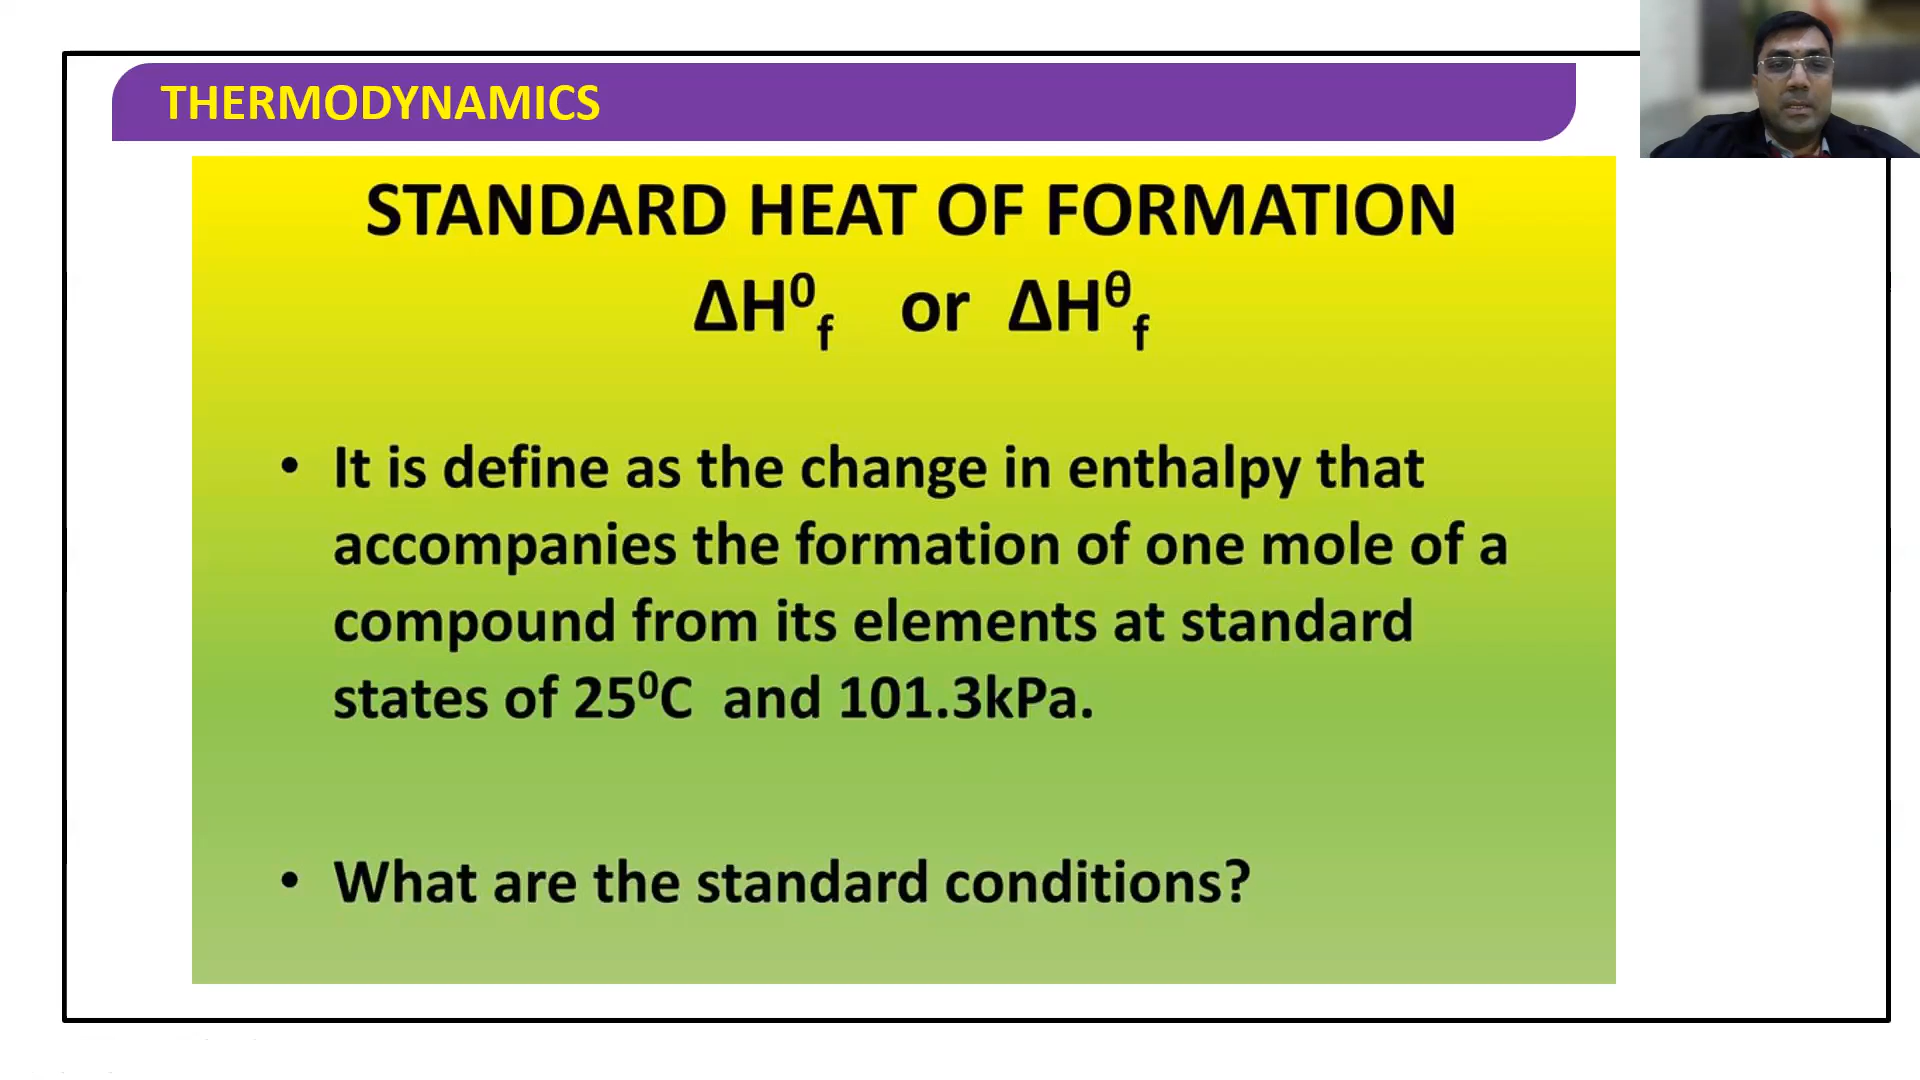 THERMODYNAMICS
STANDARD HEAT OF FORMATION
ΔH⁰f or ΔHᶿf
• It is define as the change in enthalpy that
accompanies the formation of one mole of a
compound from its elements at standard
states of 25⁰C and 101.3kPa.
• What are the standard conditions?